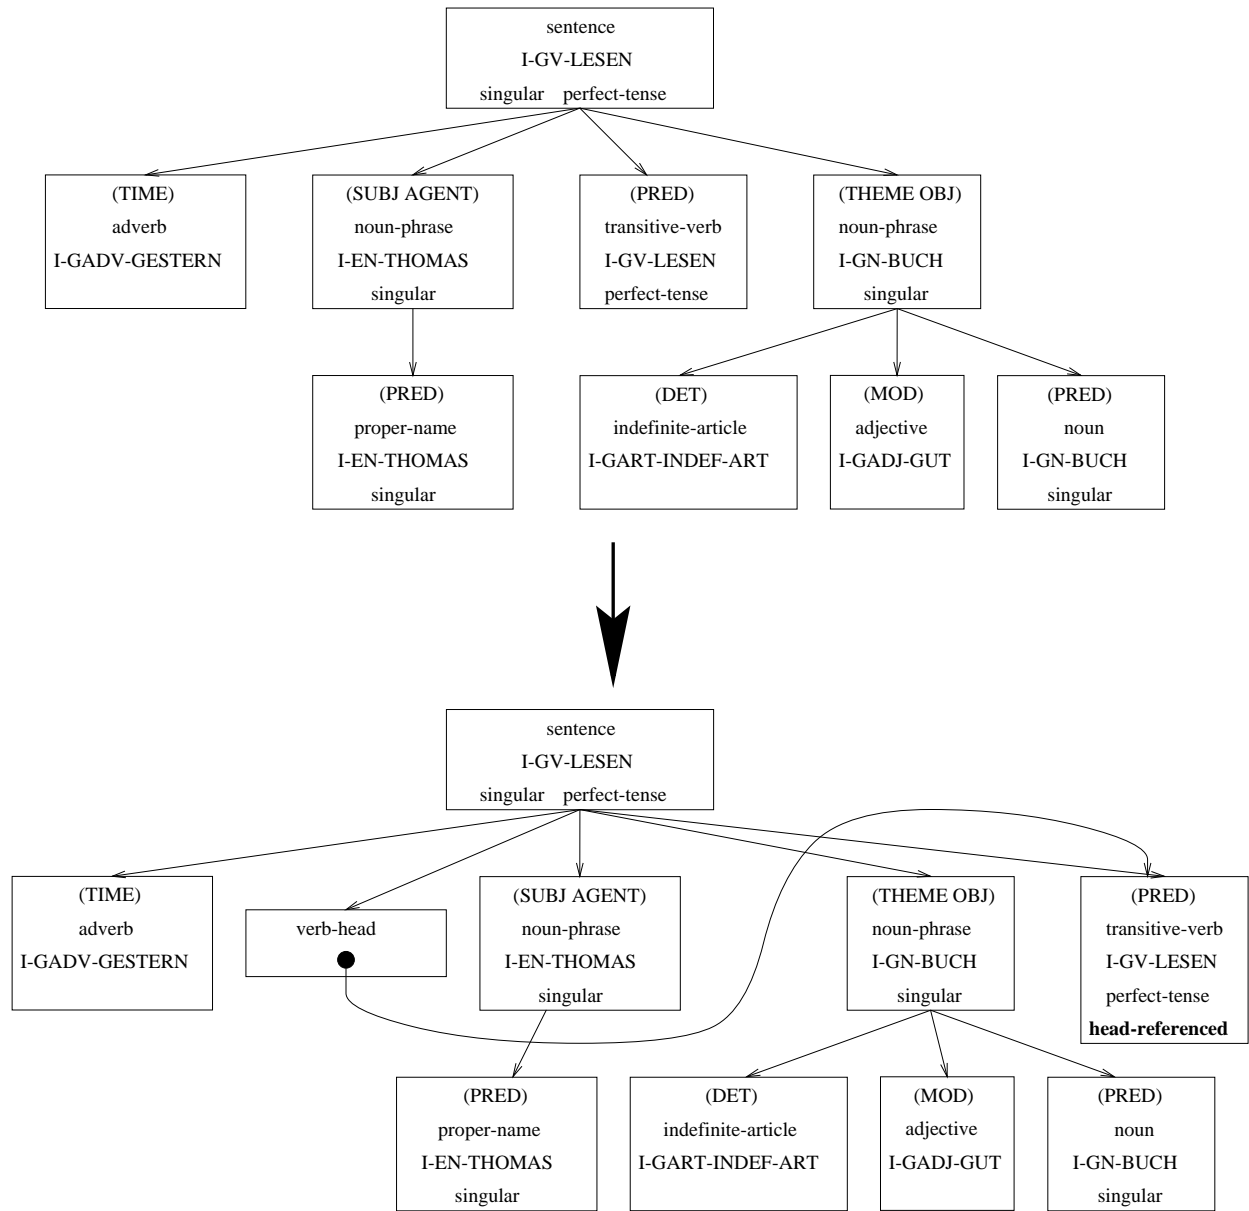 sentence
I-GV-LESEN
singular perfect-tense
(TIME)
adverb
I-GADV-GESTERN
(SUBJ AGENT)
noun-phrase
I-EN-THOMAS
singular
(PRED)
transitive-verb
I-GV-LESEN
perfect-tense
(THEME OBJ)
noun-phrase
I-GN-BUCH
singular
(PRED)
proper-name
I-EN-THOMAS
singular
(DET)
indefinite-article
I-GART-INDEF-ART
(MOD)
adjective
I-GADJ-GUT
(PRED)
noun
I-GN-BUCH
singular
sentence
I-GV-LESEN
singular perfect-tense
(TIME)
adverb
I-GADV-GESTERN
verb-head
(SUBJ AGENT)
noun-phrase
I-EN-THOMAS
singular
(THEME OBJ)
noun-phrase
I-GN-BUCH
singular
(PRED)
transitive-verb
I-GV-LESEN
perfect-tense
head-referenced
(PRED)
proper-name
I-EN-THOMAS
singular
(DET)
indefinite-article
I-GART-INDEF-ART
(MOD)
adjective
I-GADJ-GUT
(PRED)
noun
I-GN-BUCH
singular